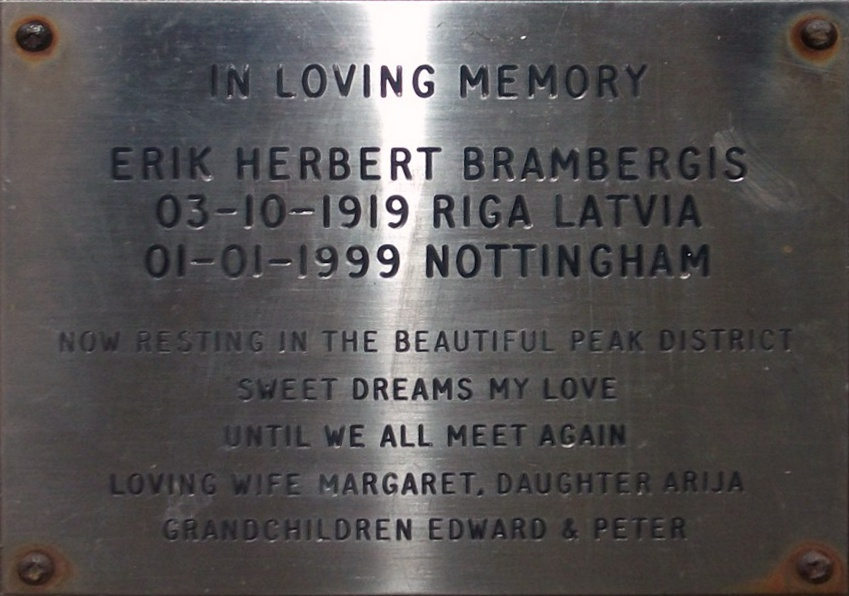 IN LOVING MEMORY
ERIK HERBERT BRAMBERGIS
03-10-1919 RIGA LATVIA
01-01-1999 NOTTINGHAM
NOW RESTING IN THE BEAUTIFUL PEAK DISTRICT
SWEET DREAMS MY LOVE
UNTIL WE ALL MEET AGAIN
LOVING WIFE MARGARET, DAUGHTER ARIJA
GRANDCHILDREN EDWARD & PETER